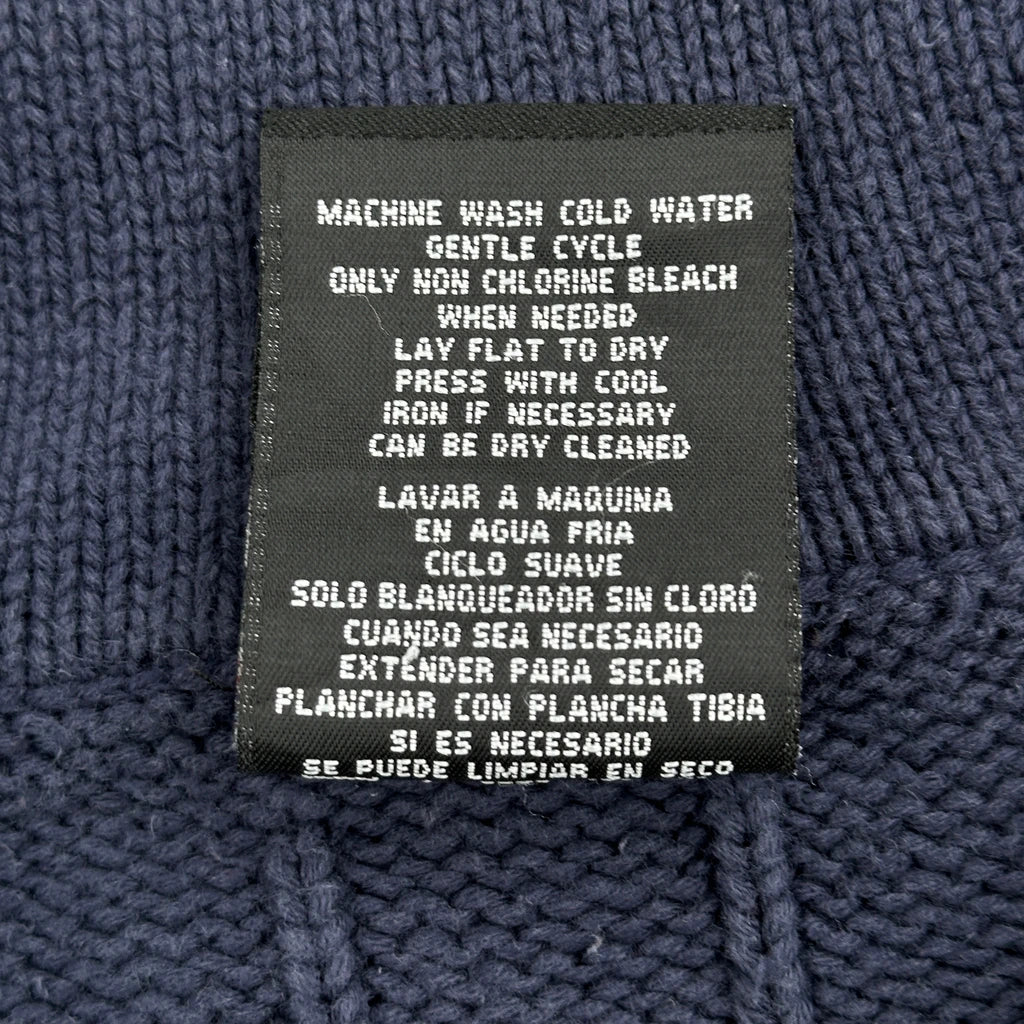 MACHINE WASH COLD WATER
GENTLE CYCLE
ONLY NON CHLORINE BLEACH
WHEN NEEDED
LAY FLAT TO DRY
PRESS WITH COOL
IRON IF NECESSARY
CAN BE DRY CLEANED
LAVAR A MAQUINA
EN AGUA FRIA
CICLO SUAVE
SOLO BLANQUEADOR SIN CLORO
CUANDO SEA NECESARIO
EXTENDER PARA SECAR
PLANCHAR CON PLANCHA TIBIA
SI ES NECESARIO
SE PUEDE LIMPIAR EN SECO